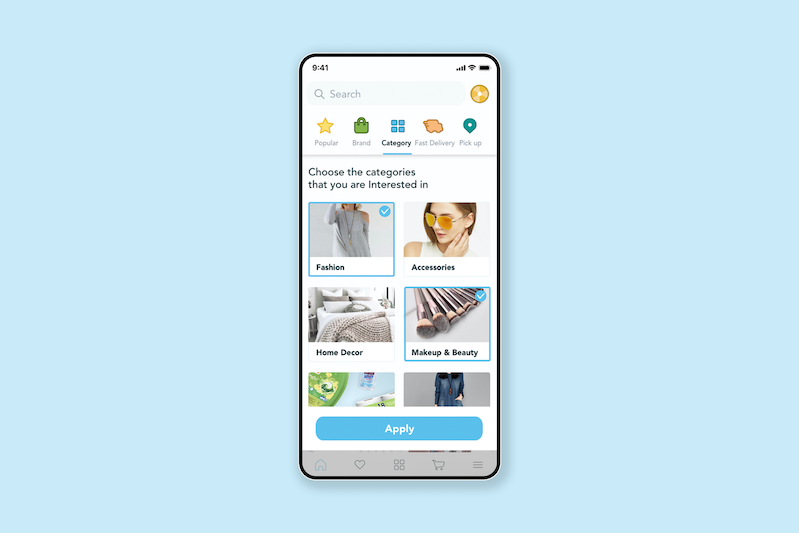 9:41
Search
Popular
Brand
Category
Fast Delivery
Pick up
Choose the categories
that you are Interested in
Fashion
Accessories
Home Decor
Makeup & Beauty
Apply